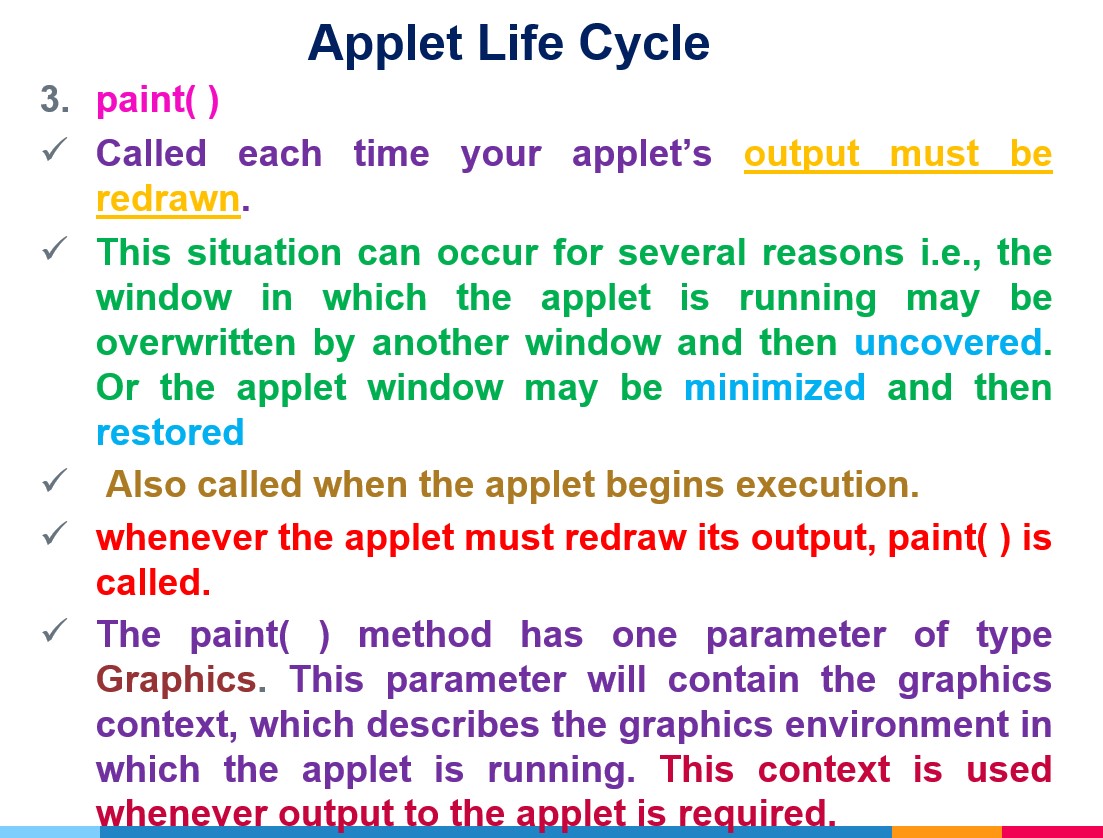 Applet Life Cycle
3. paint( )
✓ Called each time your applet’s output must be
redrawn.
✓ This situation can occur for several reasons i.e., the
window in which the applet is running may be
overwritten by another window and then uncovered.
Or the applet window may be minimized and then
restored
✓ Also called when the applet begins execution.
✓ whenever the applet must redraw its output, paint( ) is
called.
✓ The paint( ) method has one parameter of type
Graphics. This parameter will contain the graphics
context, which describes the graphics environment in
which the applet is running. This context is used
whenever output to the applet is required.